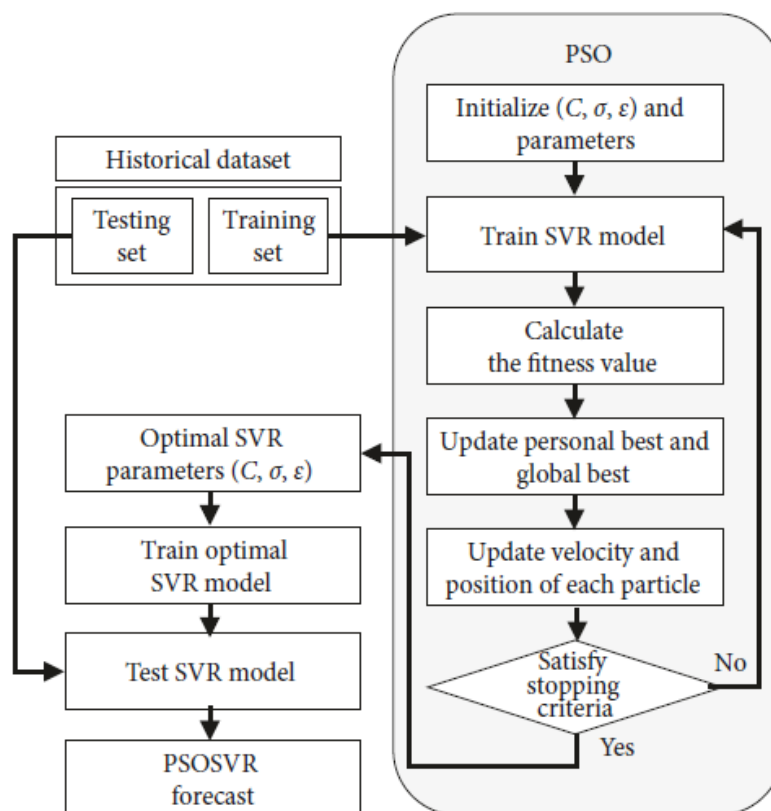 PSO
Initialize (C, σ, ε) and
parameters
Historical dataset
Testing
set
Training
set
Train SVR model
Calculate
the fitness value
Optimal SVR
parameters (C, σ, ε)
Update personal best and
global best
Train optimal
SVR model
Update velocity and
position of each particle
Test SVR model
Satisfy
stopping
criteria
No
Yes
PSOSVR
forecast